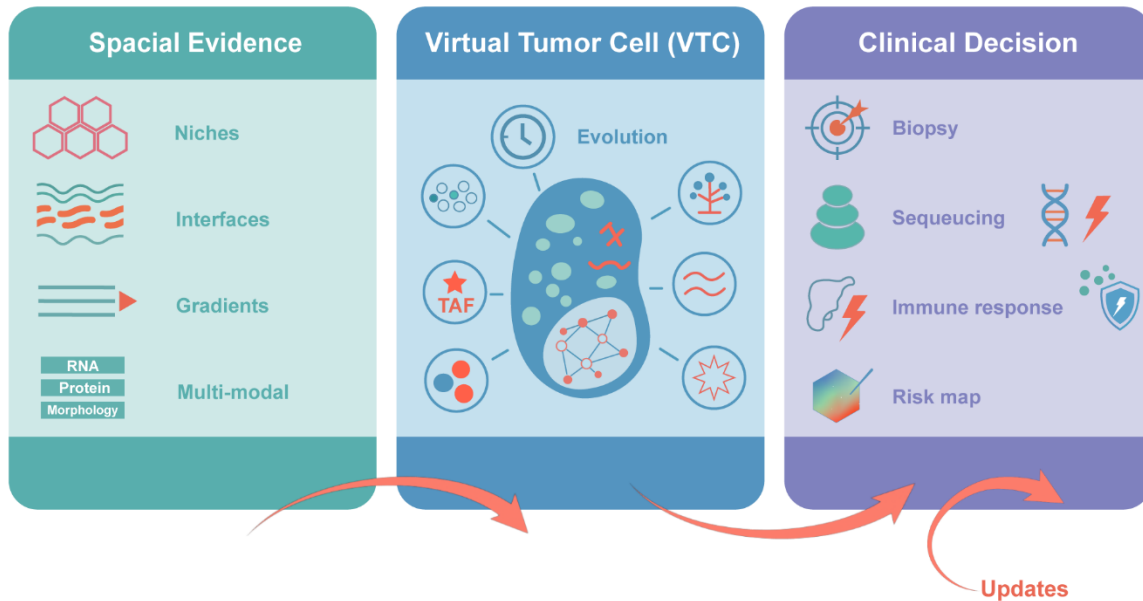 Spacial Evidence
Niches
Interfaces
Gradients
RNA
Protein
Morphology
Multi-modal
Virtual Tumor Cell (VTC)
Evolution
TAF
Clinical Decision
Biopsy
Sequeucing
Immune response
Risk map
Updates